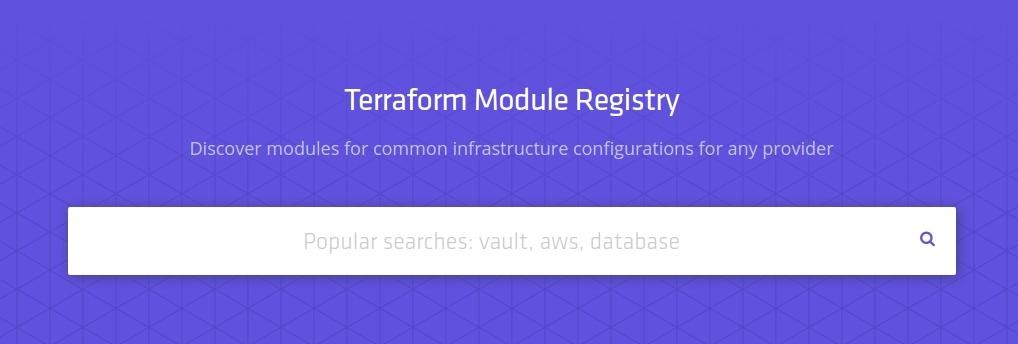 Terraform Module Registry
Discover modules for common infrastructure configurations for any provider
Popular searches: vault, aws, database